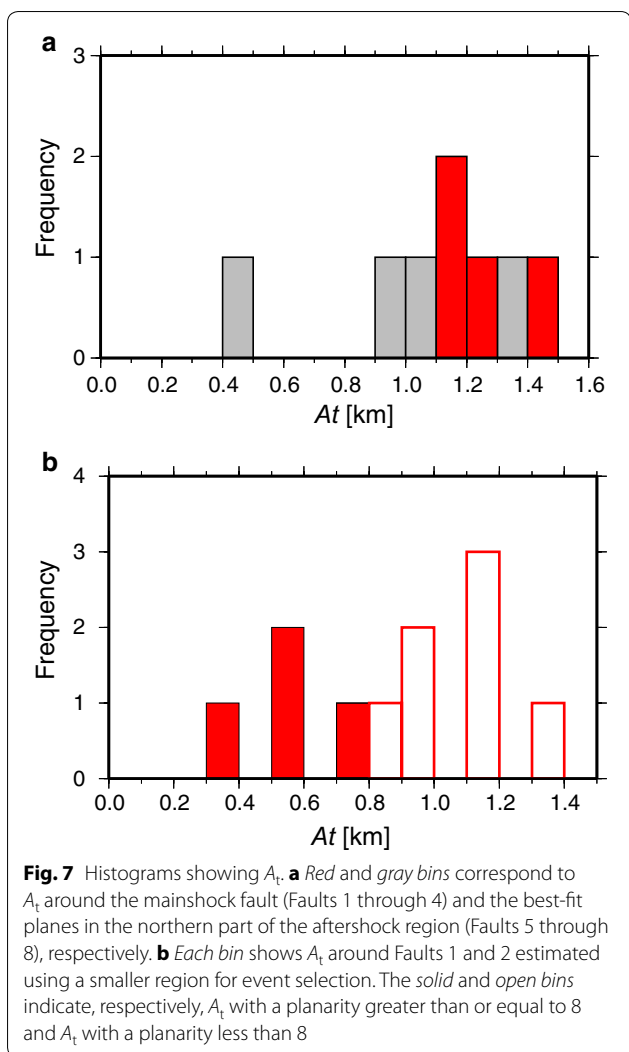 a
3
2
1
0
Frequency
0.0 0.2 0.4 0.6 0.8 1.0 1.2 1.4 1.6
At [km]
b
4
3
2
1
0
Frequency
0.0 0.2 0.4 0.6 0.8 1.0 1.2 1.4
At [km]
Fig. 7 Histograms showing At. a Red and gray bins correspond to
At around the mainshock fault (Faults 1 through 4) and the best-fit
planes in the northern part of the aftershock region (Faults 5 through
8), respectively. b Each bin shows At around Faults 1 and 2 estimated
using a smaller region for event selection. The solid and open bins
indicate, respectively, At with a planarity greater than or equal to 8
and At with a planarity less than 8